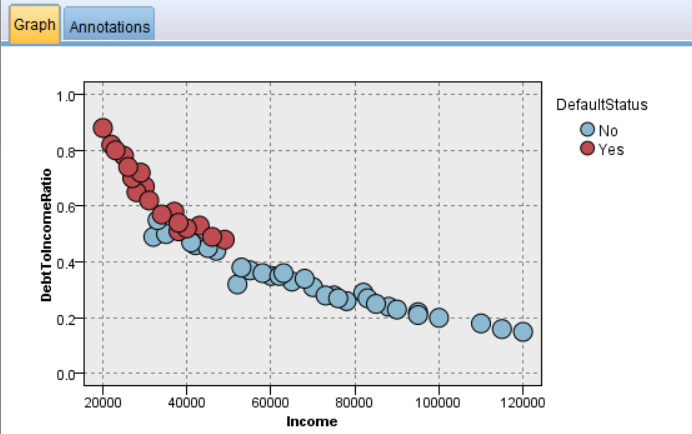 Graph Annotations
DefaultStatus
No
Yes
DebtToIncomeRatio
1.0
0.8
0.6
0.4
0.2
0.0
20000 40000 60000 80000 100000 120000
Income